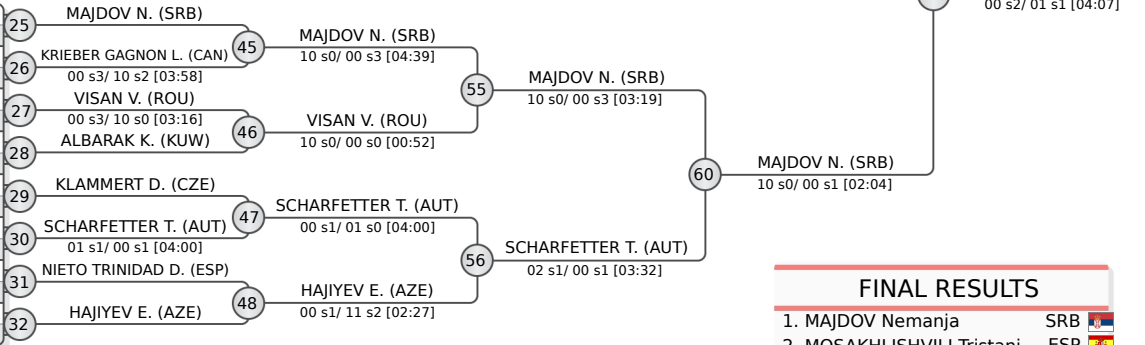 00 s2/ 01 s1 [04:07]
25
MAJDOV N. (SRB)
45
MAJDOV N. (SRB)
10 s0/ 00 s3 [04:39]
26
KRIEBER GAGNON L. (CAN)
00 s3/ 10 s2 [03:58]
55
MAJDOV N. (SRB)
10 s0/ 00 s3 [03:19]
27
VISAN V. (ROU)
00 s3/ 10 s0 [03:16]
46
VISAN V. (ROU)
10 s0/ 00 s0 [00:52]
28
ALBARAK K. (KUW)
60
MAJDOV N. (SRB)
10 s0/ 00 s1 [02:04]
29
KLAMMERT D. (CZE)
47
SCHARFETTER T. (AUT)
00 s1/ 01 s0 [04:00]
30
SCHARFETTER T. (AUT)
01 s1/ 00 s1 [04:00]
56
SCHARFETTER T. (AUT)
02 s1/ 00 s1 [03:32]
31
NIETO TRINIDAD D. (ESP)
48
HAJIYEV E. (AZE)
00 s1/ 11 s2 [02:27]
32
HAJIYEV E. (AZE)
FINAL RESULTS
1. MAJDOV Nemanja SRB
2. MOSAKHLISHVILI Tristani ESP